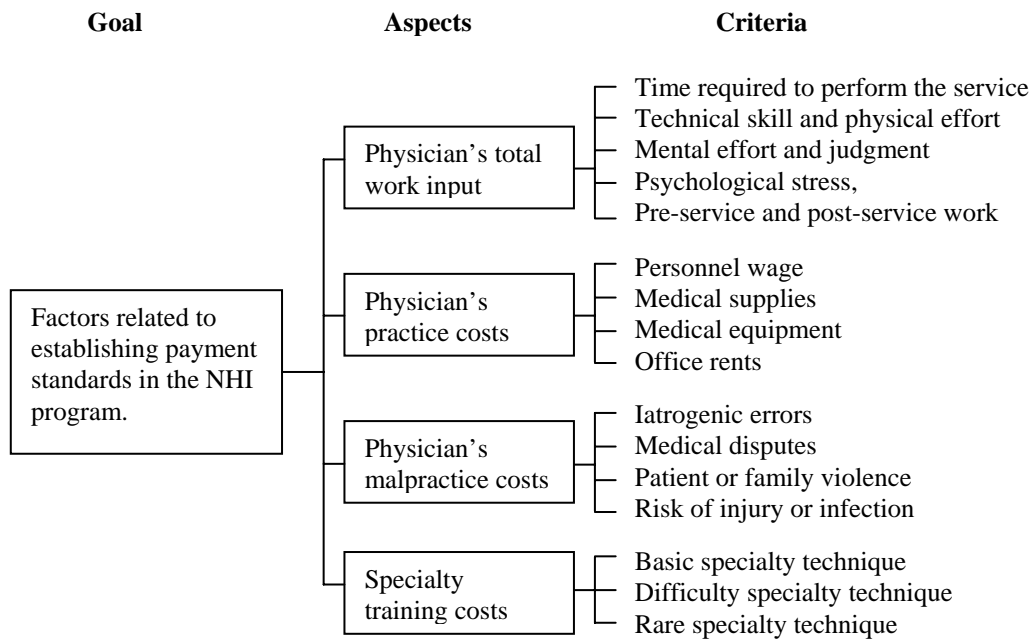 Goal
Aspects
Criteria
Factors related to
establishing payment
standards in the NHI
program.
Physician’s total
work input
Time required to perform the service
Technical skill and physical effort
Mental effort and judgment
Psychological stress,
Pre-service and post-service work
Physician’s
practice costs
Personnel wage
Medical supplies
Medical equipment
Office rents
Physician’s
malpractice costs
Iatrogenic errors
Medical disputes
Patient or family violence
Risk of injury or infection
Specialty
training costs
Basic specialty technique
Difficulty specialty technique
Rare specialty technique